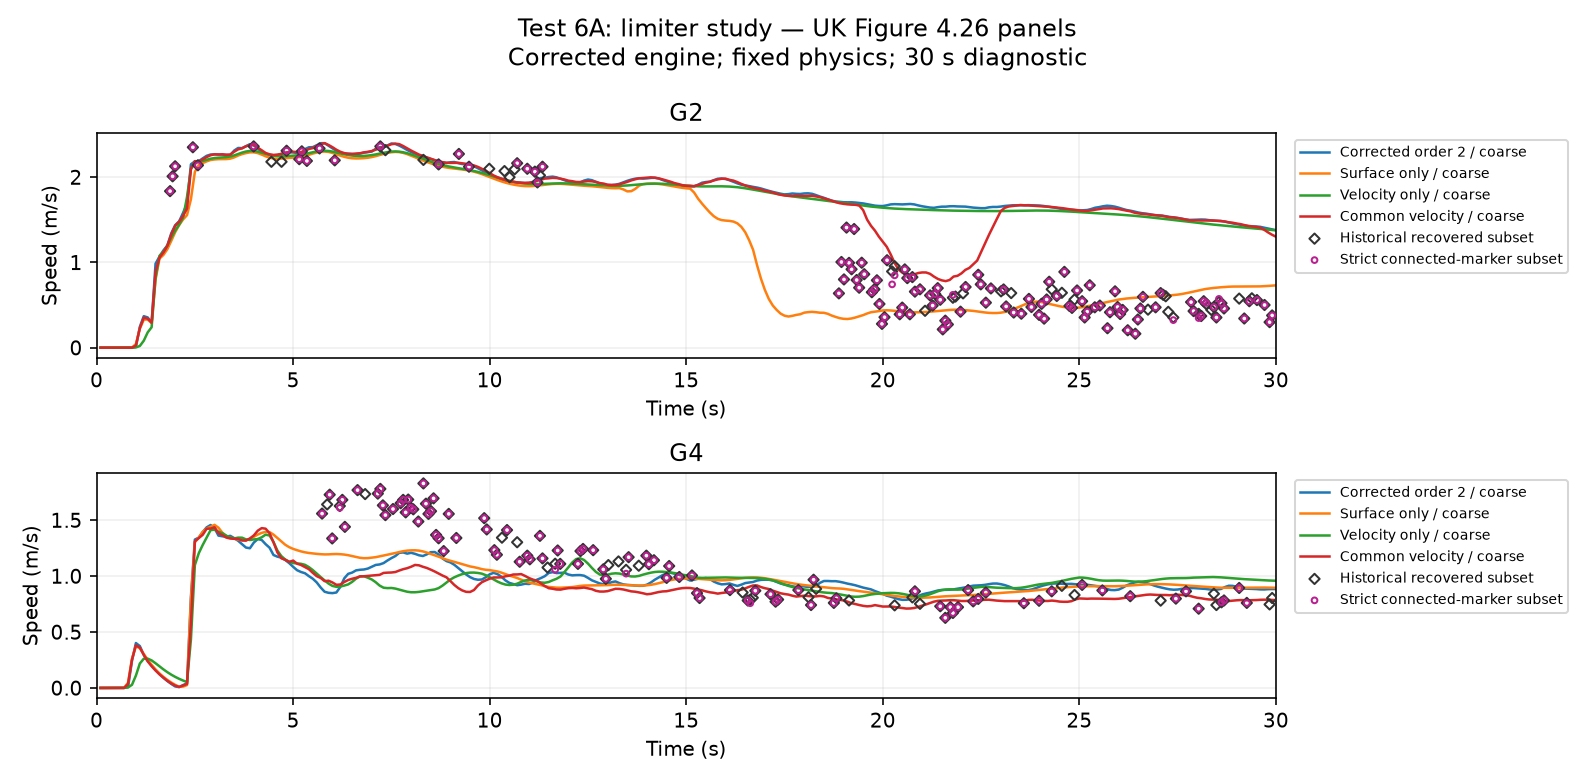 Test 6A: limiter study — UK Figure 4.26 panels
Corrected engine; fixed physics; 30 s diagnostic
G2
Speed (m/s)
2
1
0
0 5 10 15 20 25 30
Time (s)
Corrected order 2 / coarse
Surface only / coarse
Velocity only / coarse
Common velocity / coarse
Historical recovered subset
Strict connected-marker subset
G4
Speed (m/s)
1.5
1.0
0.5
0.0
0 5 10 15 20 25 30
Time (s)
Corrected order 2 / coarse
Surface only / coarse
Velocity only / coarse
Common velocity / coarse
Historical recovered subset
Strict connected-marker subset